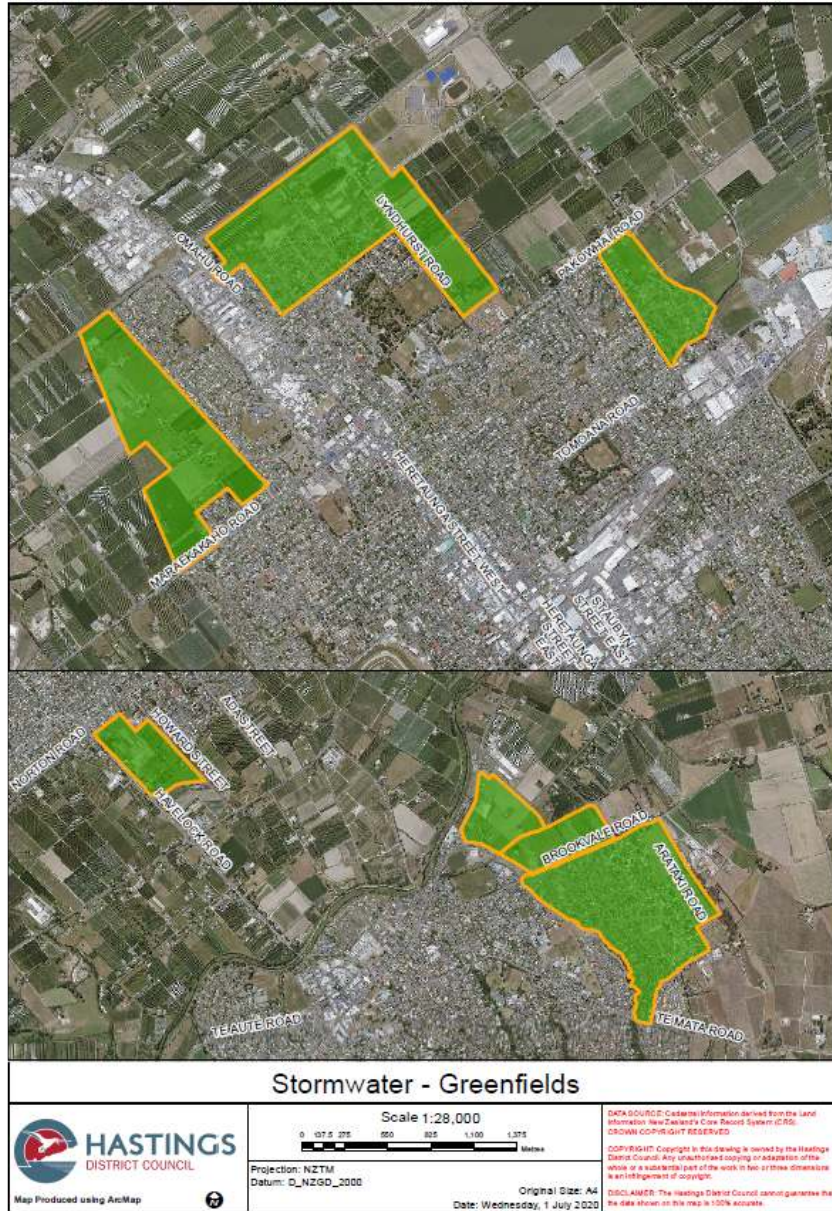 OMAHU ROAD
LYNDHURST ROAD
PAKOWHAI ROAD
TOMOANA ROAD
MARAEKAKAHO ROAD
HERETAUNGA STREET WEST
HERETAUNGA
STREET
EAST
ST AUBYN
STREET EAST
NORTON ROAD
HOWARD STREET
ADA STREET
HAVELOCK ROAD
BROOKVALE ROAD
ARATAKI ROAD
TE AUTE ROAD
TE MATA ROAD
Stormwater - Greenfields
HASTINGS
DISTRICT COUNCIL
Map Produced using ArcMap
N
Scale 1:28,000
0 137.5 275 550 825 1,100 1,375
Metres
Projection: NZTM
Datum: D_NZGD_2000
Original Size: A4
Date: Wednesday, 1 July 2020
DATA SOURCE: Cadastral information derived from the Land
Information New Zealand's Core Record System (CRS).
CROWN COPYRIGHT RESERVED
COPYRIGHT: Copyright in this drawing is owned by the Hastings
District Council. Any unauthorised copying or adaptation of the
whole or a substantial part of the work in two or three dimensions
is an infringement of copyright.
DISCLAIMER: The Hastings District Council cannot guarantee that
the data shown on this map is 100% accurate.